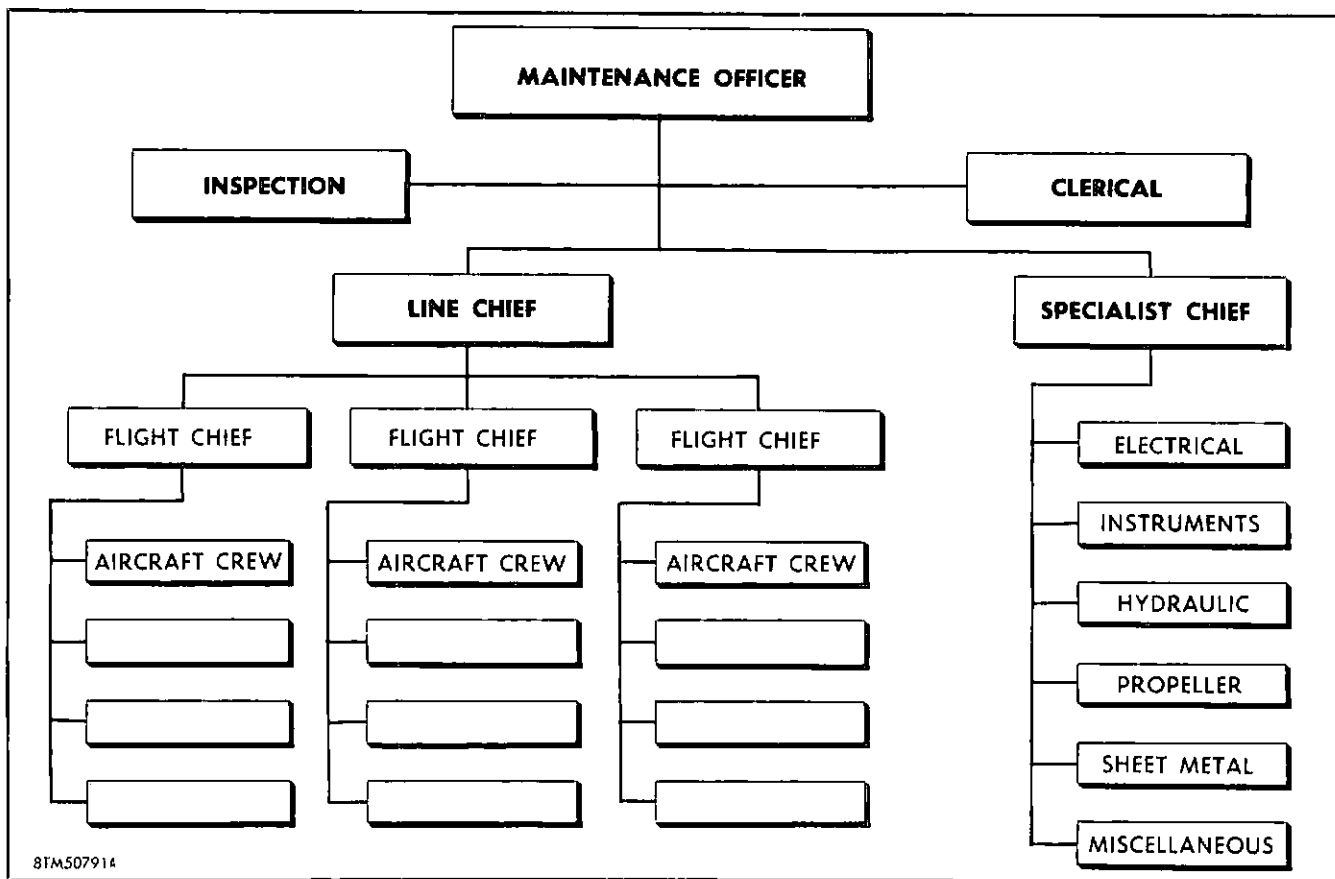 MAINTENANCE OFFICER
INSPECTION
CLERICAL
LINE CHIEF
SPECIALIST CHIEF
FLIGHT CHIEF
FLIGHT CHIEF
FLIGHT CHIEF
AIRCRAFT CREW
AIRCRAFT CREW
AIRCRAFT CREW
ELECTRICAL
INSTRUMENTS
HYDRAULIC
PROPELLER
SHEET METAL
MISCELLANEOUS
8TM507914